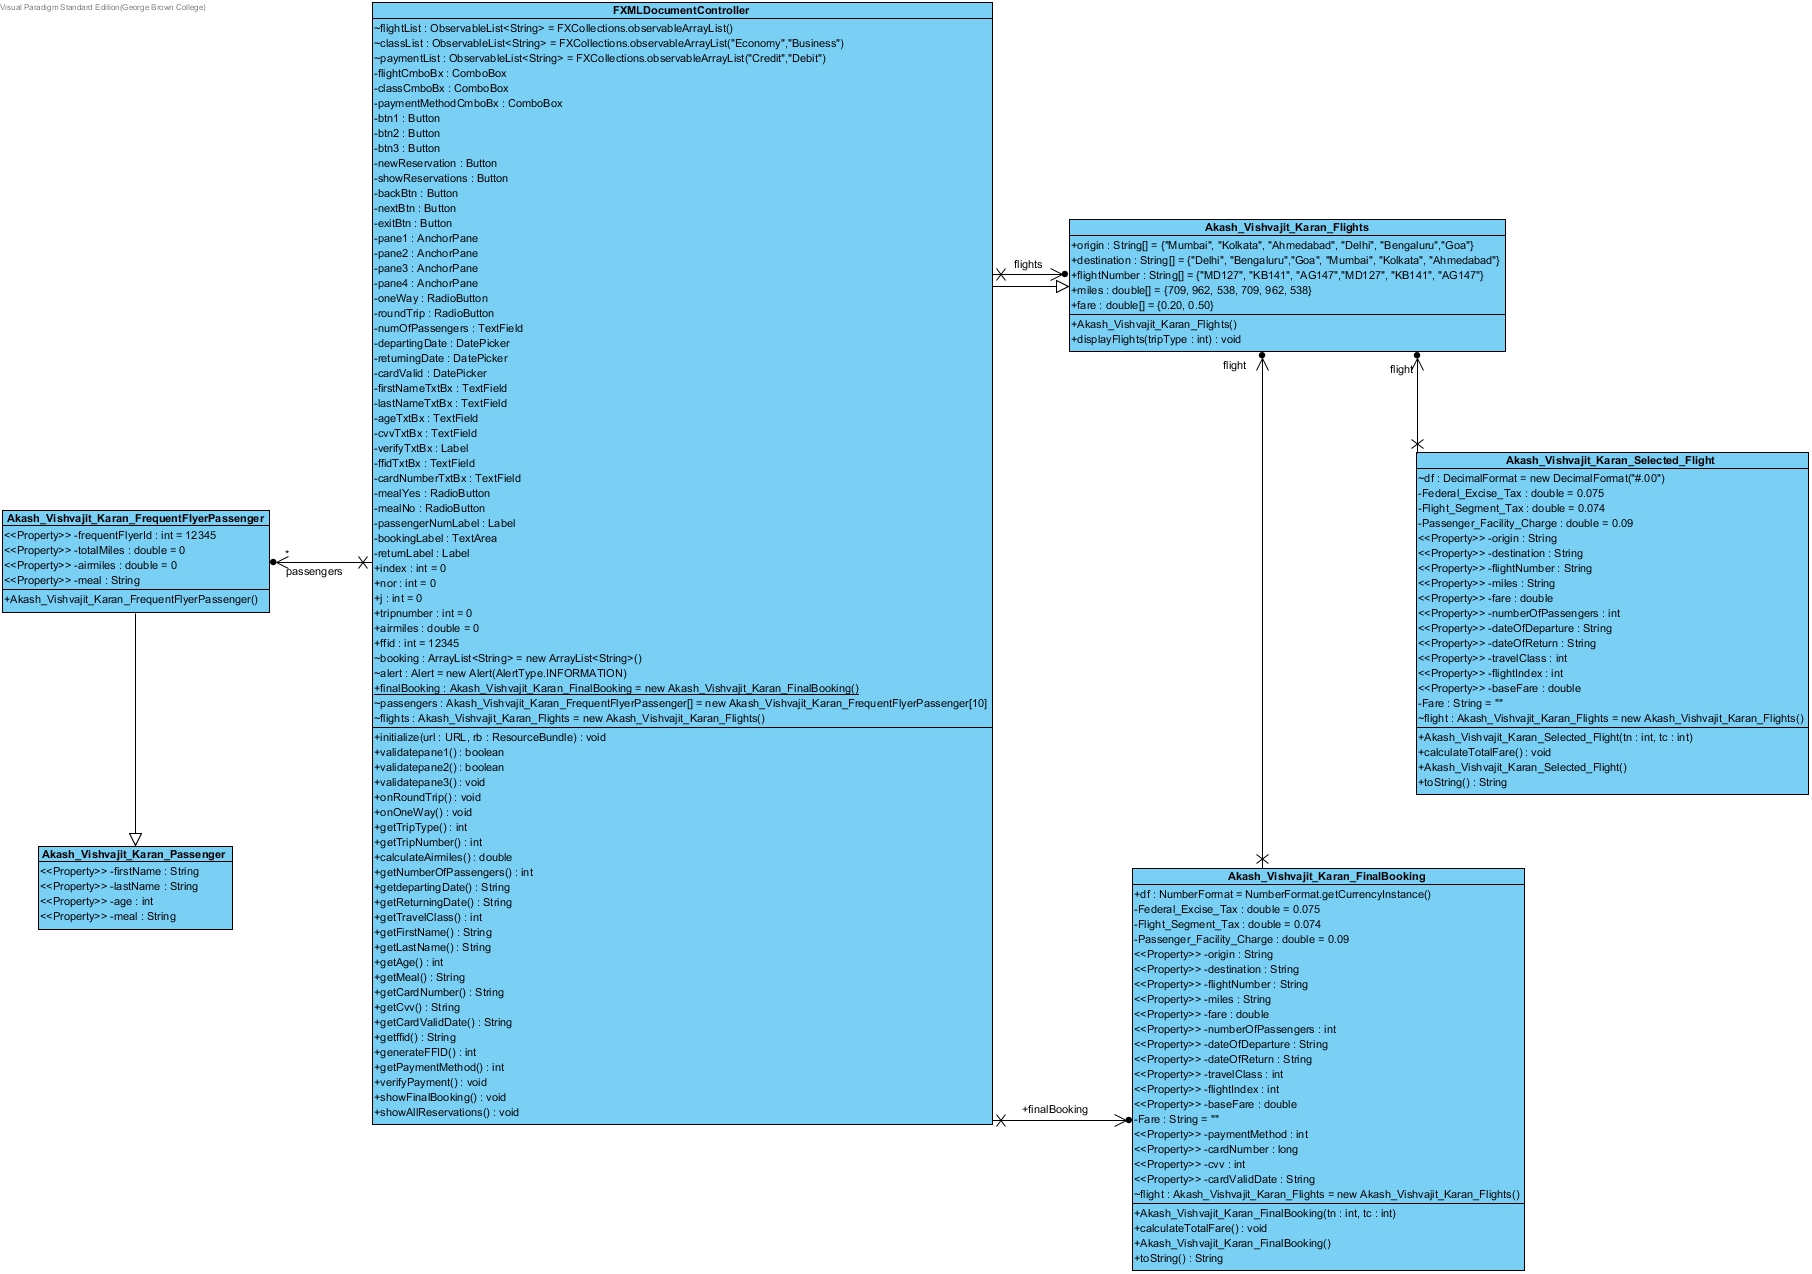 Visual Paradigm Standard Edition(George Brown College)
FXMLDocumentController
~flightList : ObservableList<String> = FXCollections.observableArrayList()
~classList : ObservableList<String> = FXCollections.observableArrayList("Economy","Business")
~paymentList : ObservableList<String> = FXCollections.observableArrayList("Credit","Debit")
-flightCmboBx : ComboBox
-classCmboBx : ComboBox
-paymentMethodCmboBx : ComboBox
-btn1 : Button
-btn2 : Button
-btn3 : Button
-newReservation : Button
-showReservations : Button
-backBtn : Button
-nextBtn : Button
-exitBtn : Button
-pane1 : AnchorPane
-pane2 : AnchorPane
-pane3 : AnchorPane
-pane4 : AnchorPane
-oneWay : RadioButton
-roundTrip : RadioButton
-numOfPassengers : TextField
-departingDate : DatePicker
-returningDate : DatePicker
-cardValid : DatePicker
-firstNameTxtBx : TextField
-lastNameTxtBx : TextField
-ageTxtBx : TextField
-cvvTxtBx : TextField
-verifyTxtBx : Label
-ffidTxtBx : TextField
-cardNumberTxtBx : TextField
-mealYes : RadioButton
-mealNo : RadioButton
-passengerNumLabel : Label
-bookingLabel : TextArea
-returnLabel : Label
+index : int = 0
+nor : int = 0
+j : int = 0
+tripnumber : int = 0
+airmiles : double = 0
+ffid : int = 12345
~booking : ArrayList<String> = new ArrayList<String>()
~alert : Alert = new Alert(AlertType.INFORMATION)
+finalBooking : Akash_Vishvajit_Karan_FinalBooking = new Akash_Vishvajit_Karan_FinalBooking()
~passengers : Akash_Vishvajit_Karan_FrequentFlyerPassenger[] = new Akash_Vishvajit_Karan_FrequentFlyerPassenger[10]
~flights : Akash_Vishvajit_Karan_Flights = new Akash_Vishvajit_Karan_Flights()
+initialize(url : URL, rb : ResourceBundle) : void
+validatepane1() : boolean
+validatepane2() : boolean
+validatepane3() : void
+onRoundTrip() : void
+onOneWay() : void
+getTripType() : int
+getTripNumber() : int
+calculateAirmiles() : double
+getNumberOfPassengers() : int
+getdepartingDate() : String
+getReturningDate() : String
+getTravelClass() : int
+getFirstName() : String
+getLastName() : String
+getAge() : int
+getMeal() : String
+getCardNumber() : String
+getCvv() : String
+getCardValidDate() : String
+getffid() : String
+generateFFID() : int
+getPaymentMethod() : int
+verifyPayment() : void
+showFinalBooking() : void
+showAllReservations() : void
flights
Akash_Vishvajit_Karan_Flights
+origin : String[] = {"Mumbai", "Kolkata", "Ahmedabad", "Delhi", "Bengaluru","Goa"}
+destination : String[] = {"Delhi", "Bengaluru","Goa", "Mumbai", "Kolkata", "Ahmedabad"}
+flightNumber : String[] = {"MD127", "KB141", "AG147","MD127", "KB141", "AG147"}
+miles : double[] = {709, 962, 538, 709, 962, 538}
+fare : double[] = {0.20, 0.50}
+Akash_Vishvajit_Karan_Flights()
+displayFlights(tripType : int) : void
flight
flight
Akash_Vishvajit_Karan_Selected_Flight
~df : DecimalFormat = new DecimalFormat("#.00")
-Federal_Excise_Tax : double = 0.075
-Flight_Segment_Tax : double = 0.074
-Passenger_Facility_Charge : double = 0.09
<<Property>> -origin : String
<<Property>> -destination : String
<<Property>> -flightNumber : String
<<Property>> -miles : String
<<Property>> -fare : double
<<Property>> -numberOfPassengers : int
<<Property>> -dateOfDeparture : String
<<Property>> -dateOfReturn : String
<<Property>> -travelClass : int
<<Property>> -flightIndex : int
<<Property>> -baseFare : double
-Fare : String = ""
~flight : Akash_Vishvajit_Karan_Flights = new Akash_Vishvajit_Karan_Flights()
+Akash_Vishvajit_Karan_Selected_Flight(tn : int, tc : int)
+calculateTotalFare() : void
+Akash_Vishvajit_Karan_Selected_Flight()
+toString() : String
Akash_Vishvajit_Karan_FrequentFlyerPassenger
<<Property>> -frequentFlyerId : int = 12345
<<Property>> -totalMiles : double = 0
<<Property>> -airmiles : double = 0
<<Property>> -meal : String
+Akash_Vishvajit_Karan_FrequentFlyerPassenger()
*
passengers
Akash_Vishvajit_Karan_Passenger
<<Property>> -firstName : String
<<Property>> -lastName : String
<<Property>> -age : int
<<Property>> -meal : String
+finalBooking
Akash_Vishvajit_Karan_FinalBooking
+df : NumberFormat = NumberFormat.getCurrencyInstance()
-Federal_Excise_Tax : double = 0.075
-Flight_Segment_Tax : double = 0.074
-Passenger_Facility_Charge : double = 0.09
<<Property>> -origin : String
<<Property>> -destination : String
<<Property>> -flightNumber : String
<<Property>> -miles : String
<<Property>> -fare : double
<<Property>> -numberOfPassengers : int
<<Property>> -dateOfDeparture : String
<<Property>> -dateOfReturn : String
<<Property>> -travelClass : int
<<Property>> -flightIndex : int
<<Property>> -baseFare : double
-Fare : String = ""
<<Property>> -paymentMethod : int
<<Property>> -cardNumber : long
<<Property>> -cvv : int
<<Property>> -cardValidDate : String
~flight : Akash_Vishvajit_Karan_Flights = new Akash_Vishvajit_Karan_Flights()
+Akash_Vishvajit_Karan_FinalBooking(tn : int, tc : int)
+calculateTotalFare() : void
+Akash_Vishvajit_Karan_FinalBooking()
+toString() : String